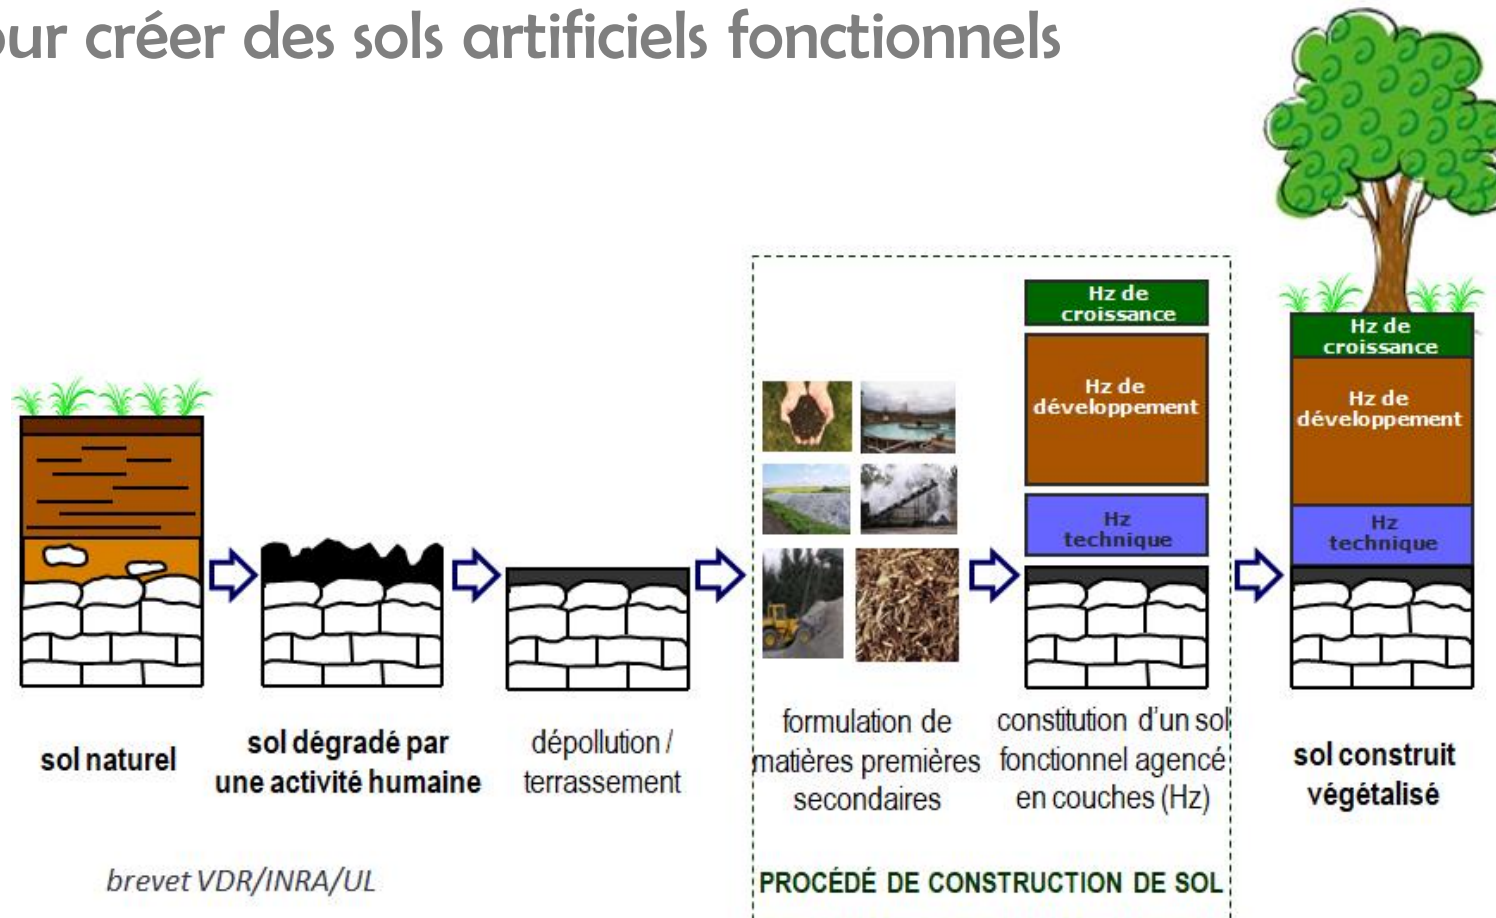 our créer des sols artificiels fonctionnels
Hz de
croissance
Hz de
développement
Hz
technique
Hz de
croissance
Hz de
développement
Hz
technique
sol naturel
sol dégradé par
une activité humaine
dépollution /
terrassement
formulation de
matières premières
secondaires
constitution d'un sol
fonctionnel agencé
en couches (Hz)
sol construit
végétalisé
brevet VDR/INRA/UL
PROCÉDÉ DE CONSTRUCTION DE SOL